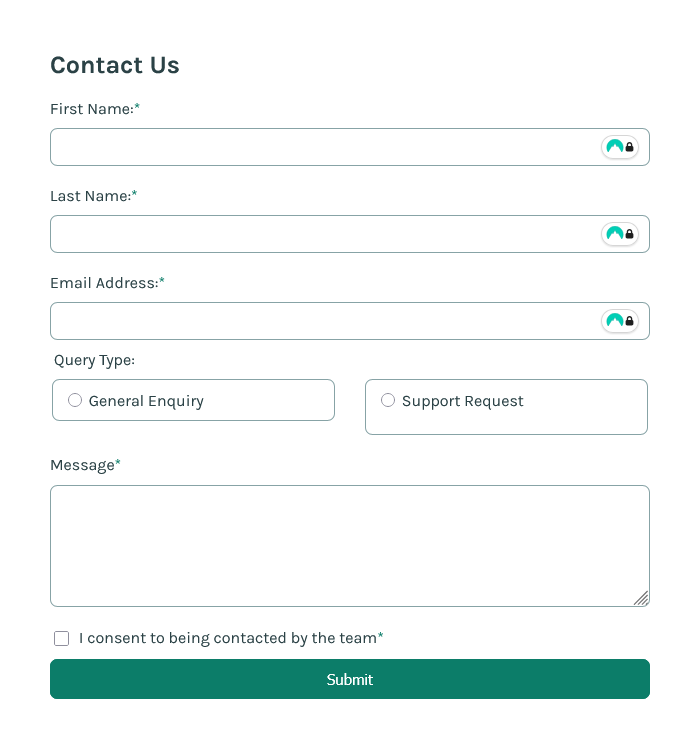 Contact Us
First Name:*
Last Name:*
Email Address:*
Query Type:
General Enquiry
Support Request
Message*
I consent to being contacted by the team*
Submit